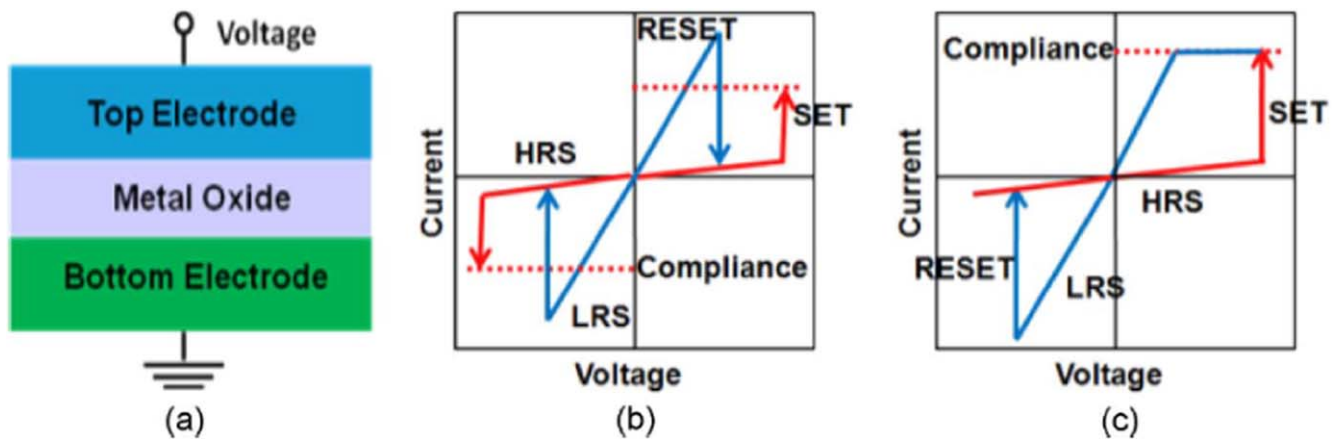 Voltage
Top Electrode
Metal Oxide
Bottom Electrode
(a)
RESET
SET
HRS
Compliance
LRS
Current
Voltage
(b)
Compliance
SET
HRS
RESET
LRS
Current
Voltage
(c)